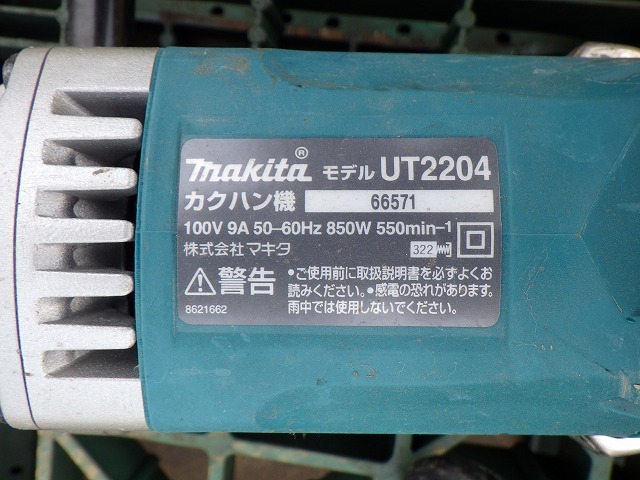 makita® モデル UT2204
カクハン機 66571
100V 9A 50-60Hz 850W 550min-1
株式会社マキタ 322
警告 •ご使用前に取扱説明書を必ずよくお
読みください。•感電の恐れがあります。
8621662 雨中では使用しないでください。